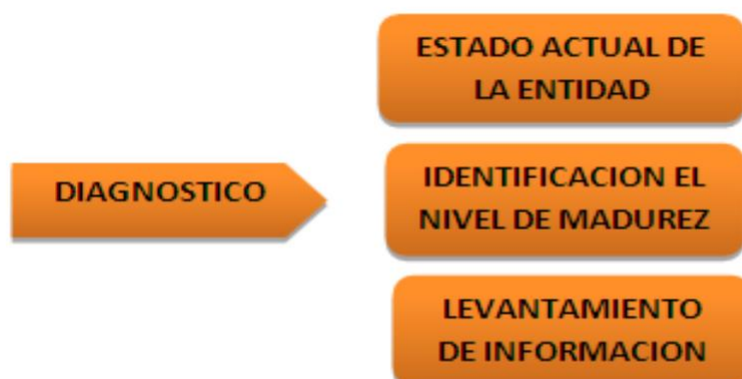 DIAGNOSTICO
ESTADO ACTUAL DE
LA ENTIDAD
IDENTIFICACION EL
NIVEL DE MADUREZ
LEVANTAMIENTO
DE INFORMACION